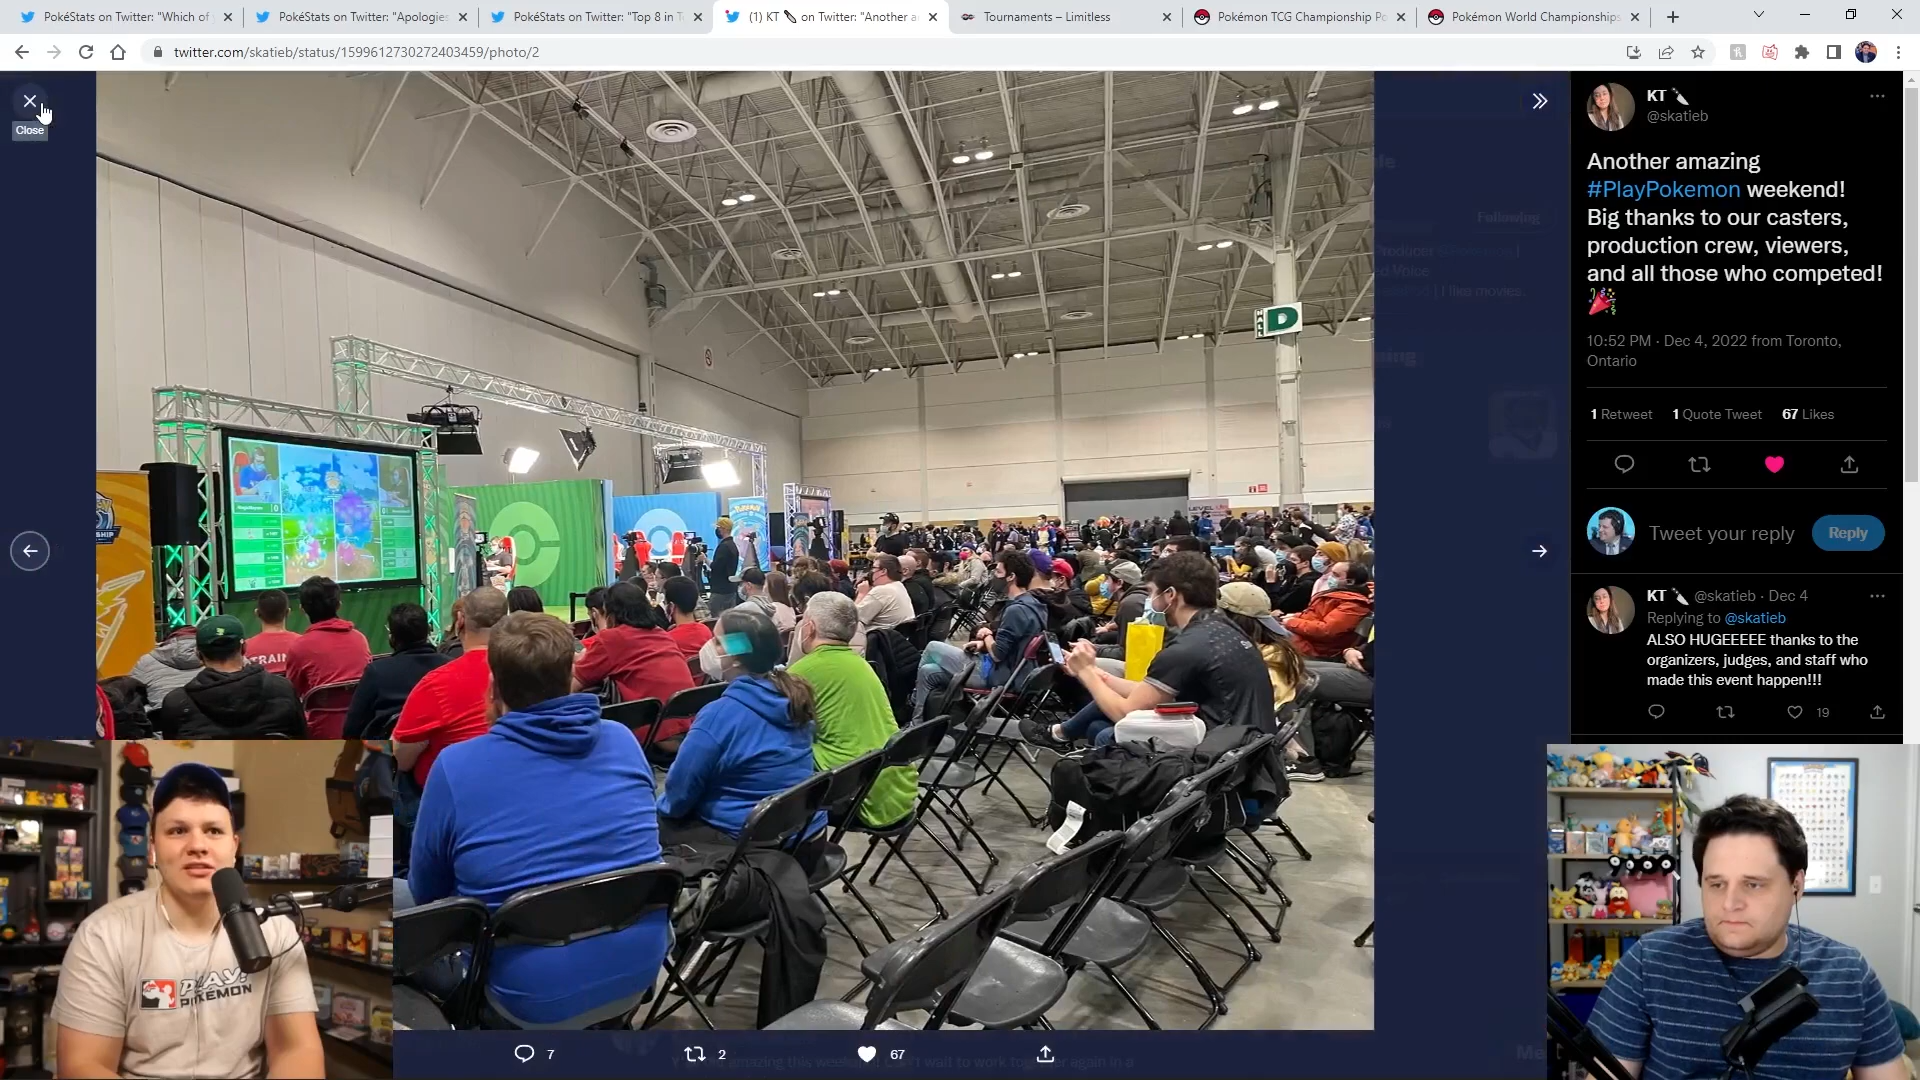 PokéStats on Twitter: "Which of
PokéStats on Twitter: "Apologies
PokéStats on Twitter: "Top 8 in T
(1) KT on Twitter: "Another a
Tournaments – Limitless
Pokémon TCG Championship Po
Pokémon World Championships
twitter.com/skatieb/status/1599612730272403459/photo/2
Close
KT
@skatieb
Another amazing
#PlayPokemon weekend!
Big thanks to our casters,
production crew, viewers,
and all those who competed!
10:52 PM · Dec 4, 2022 from Toronto,
Ontario
1 Retweet 1 Quote Tweet 67 Likes
Tweet your reply
Reply
KT @skatieb · Dec 4
Replying to @skatieb
ALSO HUGEEEEE thanks to the
organizers, judges, and staff who
made this event happen!!!
19
Following
HALL D
TRAIN
PLAY!
POKÉMON
7
2
67